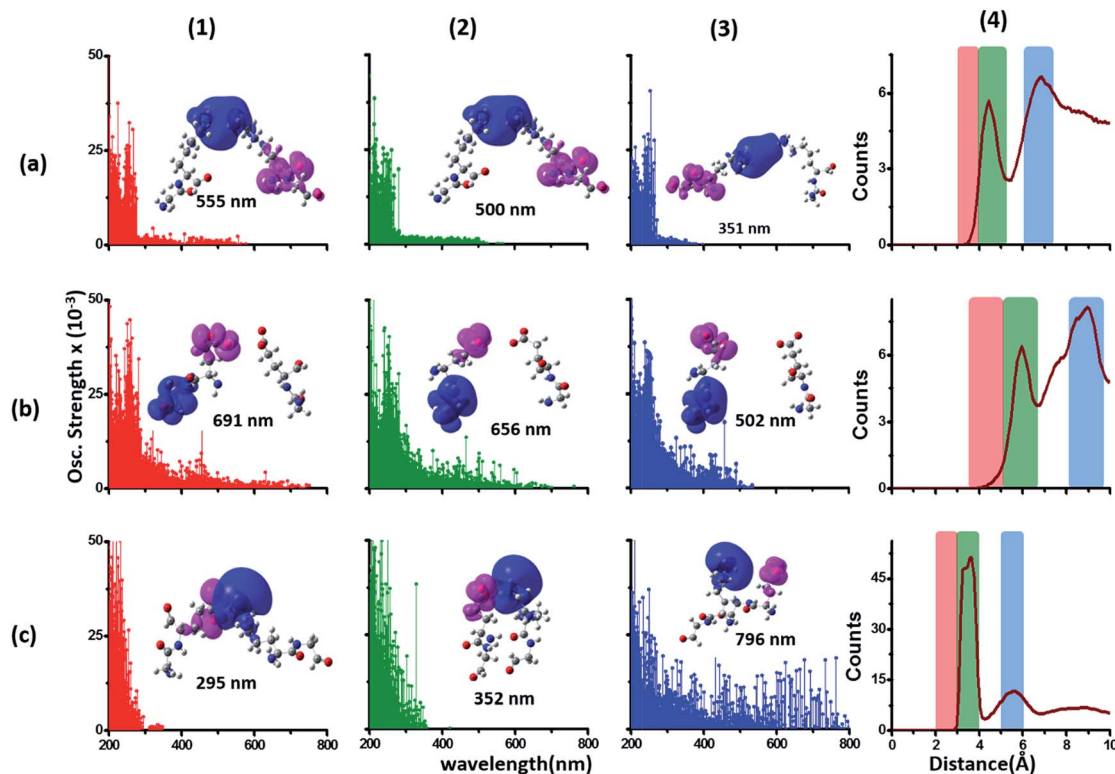 (1) (2) (3) (4)
(a)
50
25
0
555 nm
500 nm
351 nm
Counts
6
3
0
(b)
Osc. Strength x (10⁻³)
50
25
0
691 nm
656 nm
502 nm
Counts
6
3
0
(c)
50
25
0
295 nm
352 nm
796 nm
Counts
45
30
15
0
200 400 600 800
200 400 600 800
200 400 600 800
0 2 4 6 8 10
wavelength(nm)
Distance(Å)